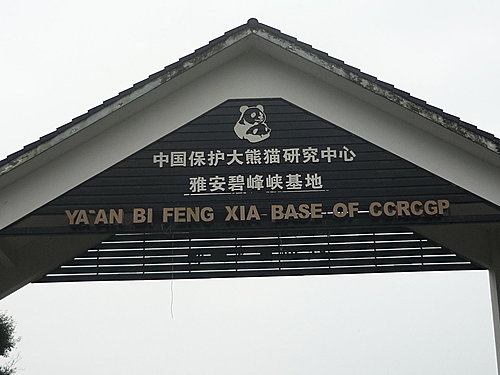 中国保护大熊猫研究中心
雅安碧峰峡基地
YA~AN BI FENG XIA BASE OF CCRCGP